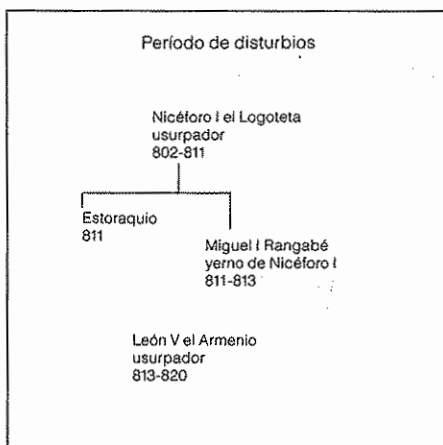 Período de disturbios
Nicéforo I el Logoteta
usurpador
802-811
Estoraquio
811
Miguel I Rangabé
yerno de Nicéforo I
811-813
León V el Armenio
usurpador
813-820